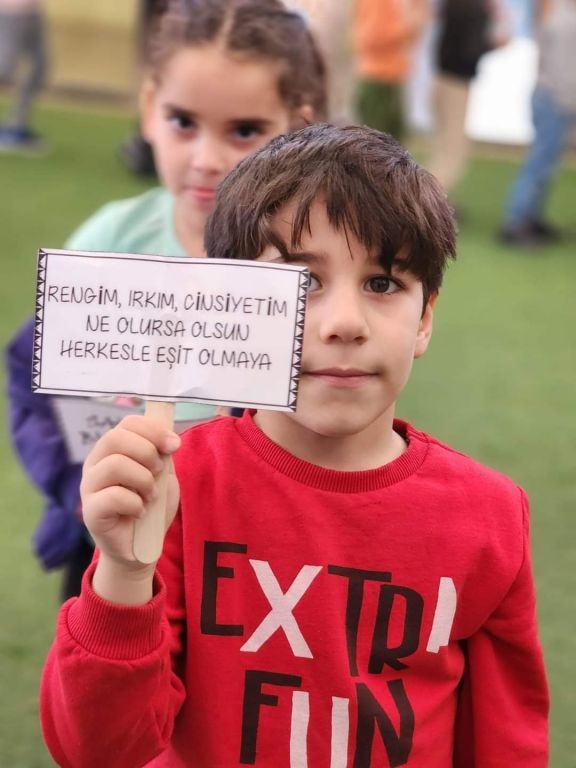 RENGİM, IRKIM, CİNSİYETİM
NE OLURSA OLSUN
HERKESLE EŞİT OLMAYA
EXTRA
FUN